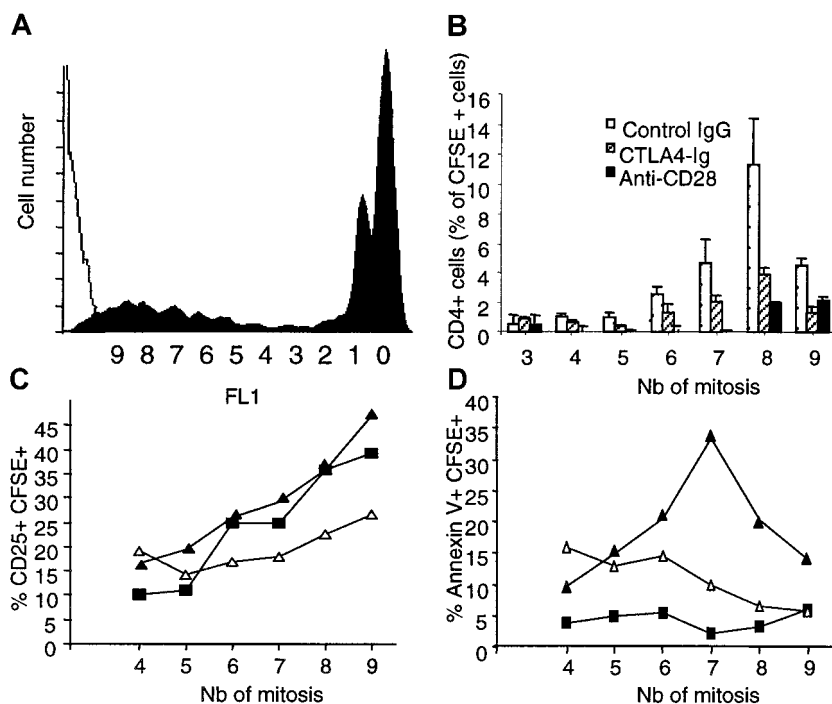 A
Cell number
9 8 7 6 5 4 3 2 1 0
FL1
B
CD4+ cells (% of CFSE + cells)
16
14
12
10
8
6
4
2
0
Control IgG
CTLA4-Ig
Anti-CD28
3 4 5 6 7 8 9
Nb of mitosis
C
% CD25+ CFSE+
45
40
35
30
25
20
15
10
5
0
4 5 6 7 8 9
Nb of mitosis
D
% Annexin V+ CFSE+
40
35
30
25
20
15
10
5
0
4 5 6 7 8 9
Nb of mitosis